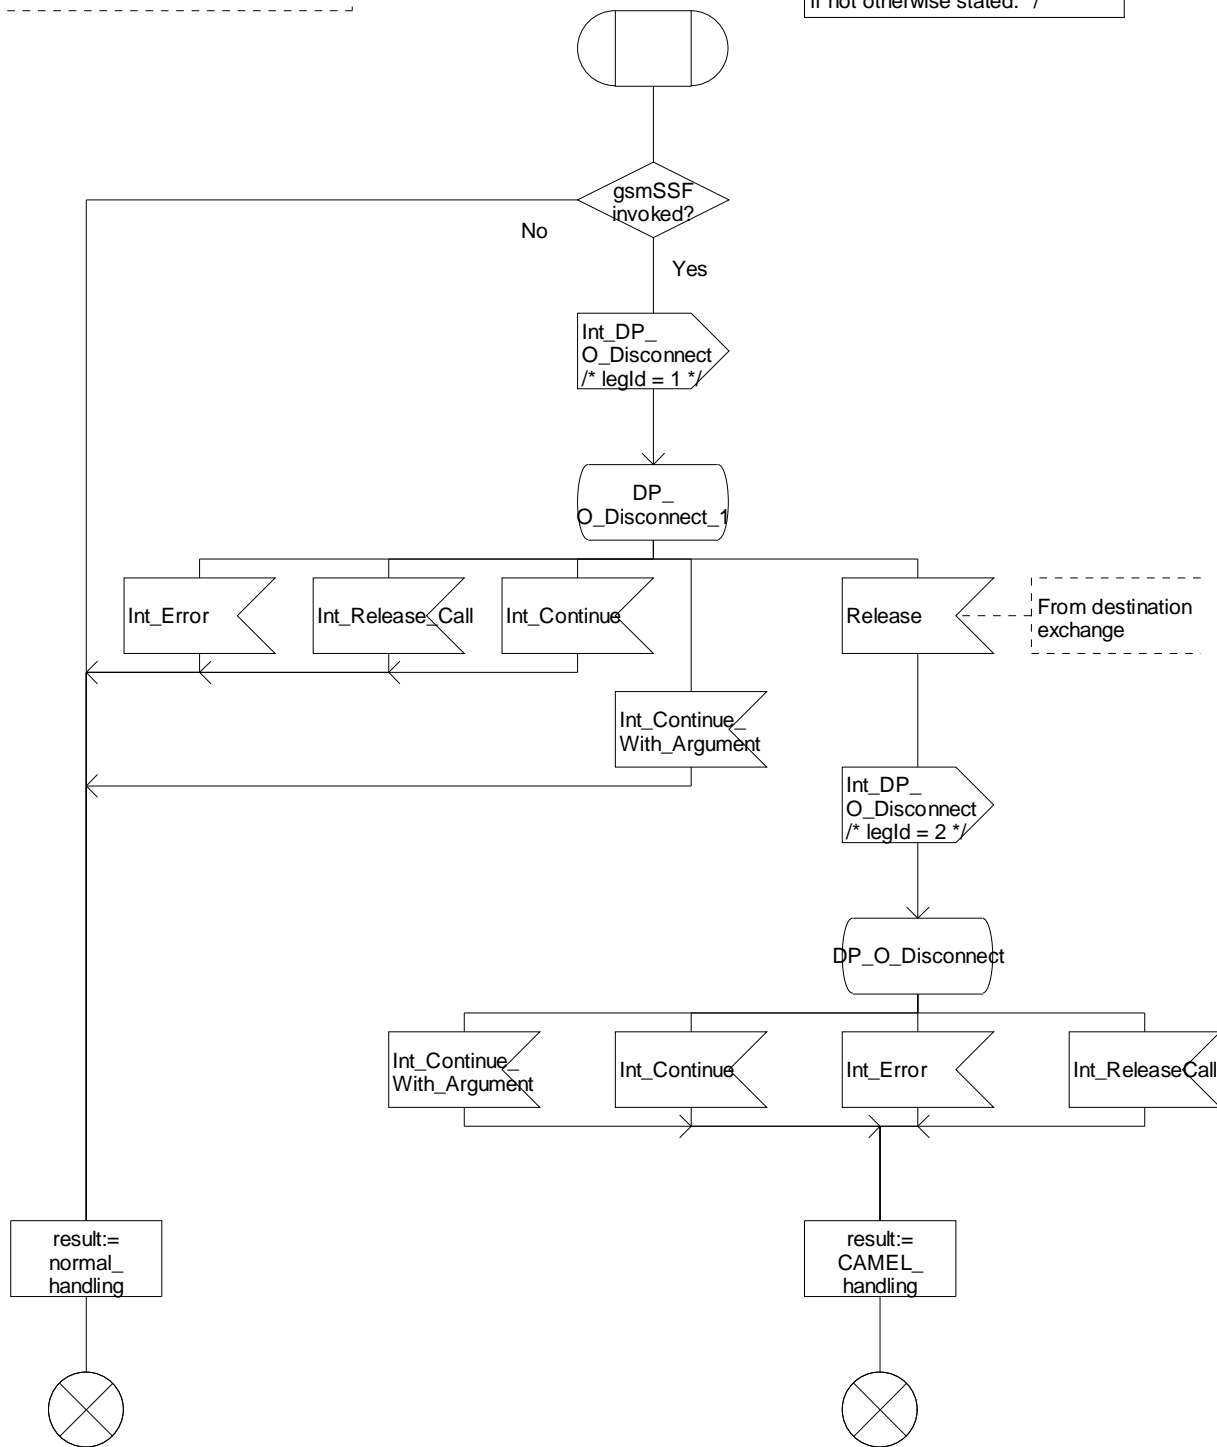 if not otherwise stated. */
gsmSSF
invoked?
No
Yes
Int_DP_
O_Disconnect
/* legId = 1 */
DP_
O_Disconnect_1
Int_Error
Int_Release_Call
Int_Continue
Release
From destination
exchange
Int_Continue_
With_Argument
Int_DP_
O_Disconnect
/* legId = 2 */
DP_O_Disconnect
Int_Continue_
With_Argument
Int_Continue
Int_Error
Int_ReleaseCall
result:=
normal_
handling
result:=
CAMEL_
handling